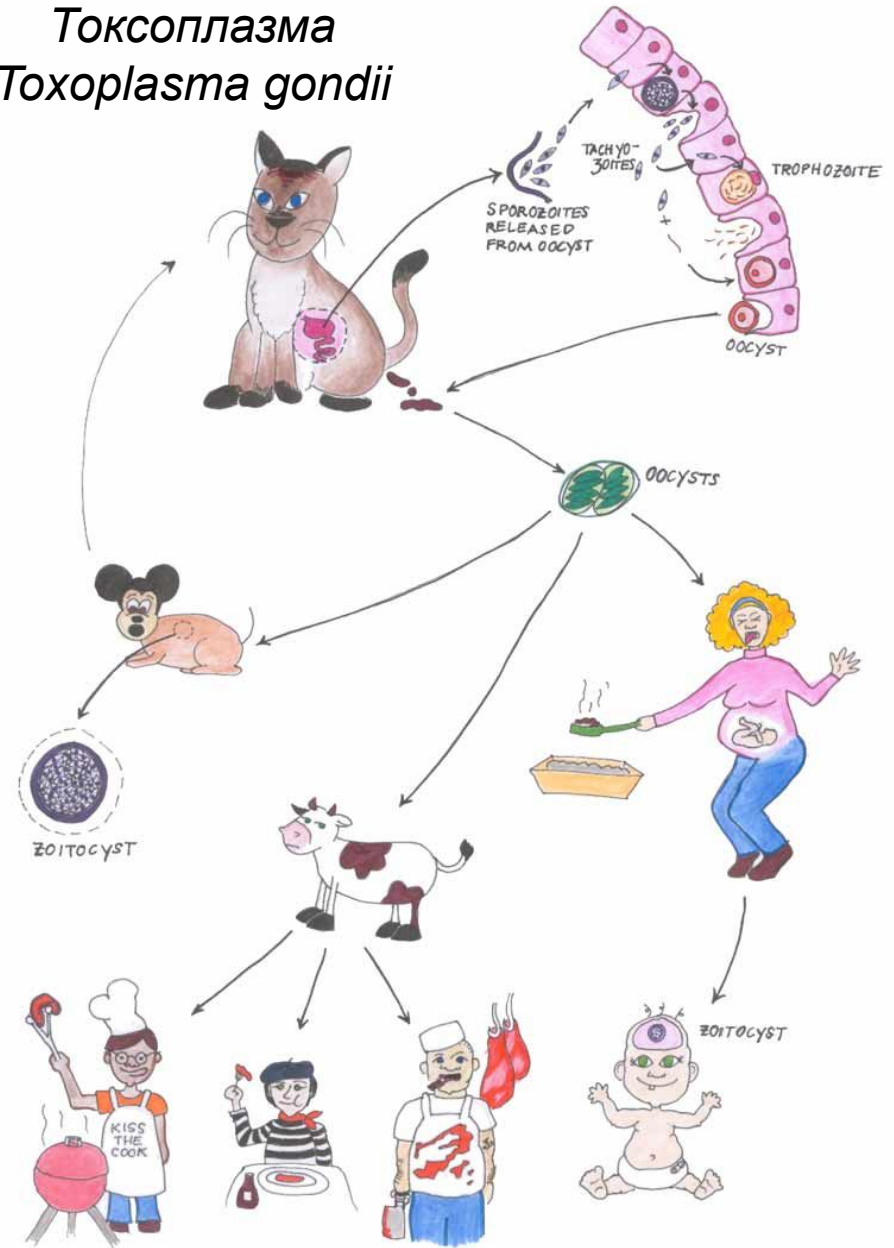 Токсоплазма
Toxoplasma gondii
TACHYO-
ZOITES
TROPHOZOITE
SPOROZOITES
RELEASED
FROM OOCYST
OOCYST
OOCYSTS
ZOITOCYST
ZOITOCYST
KISS
THE
COOK